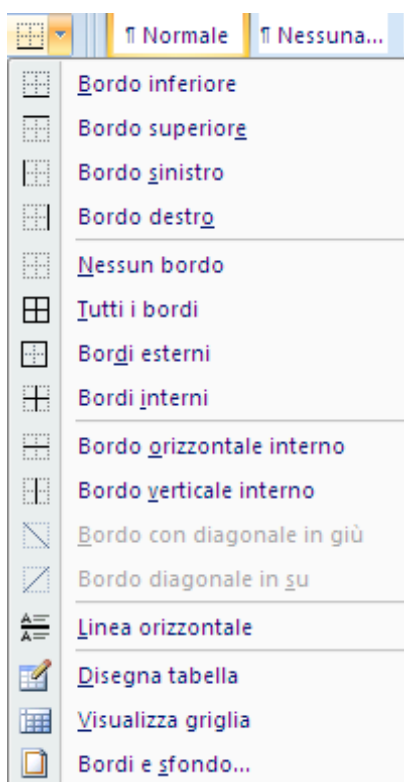 ¶ Normale ¶ Nessuna...
Bordo inferiore
Bordo superiore
Bordo sinistro
Bordo destro
Nessun bordo
Tutti i bordi
Bordi esterni
Bordi interni
Bordo orizzontale interno
Bordo verticale interno
Bordo con diagonale in giù
Bordo diagonale in su
Linea orizzontale
Disegna tabella
Visualizza griglia
Bordi e sfondo...